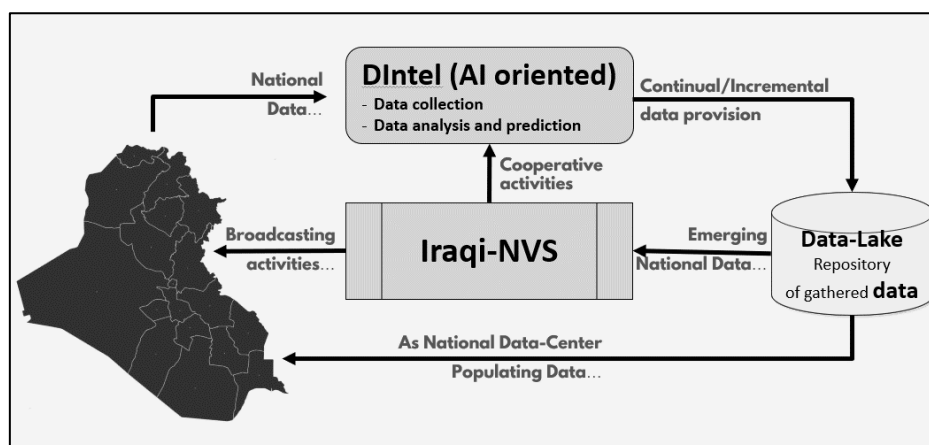 National
Data...
DIntel (AI oriented)
- Data collection
- Data analysis and prediction
Continual/Incremental
data provision
Cooperative
activities
Broadcasting
activities...
Iraqi-NVS
Emerging
National Data...
Data-Lake
Repository
of gathered data
As National Data-Center
Populating Data...